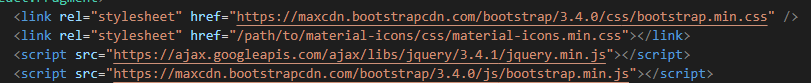 <link rel="stylesheet" href="https://maxcdn.bootstrapcdn.com/bootstrap/3.4.0/css/bootstrap.min.css" />
<link rel="stylesheet" href="/path/to/material-icons/css/material-icons.min.css"></link>
<script src="https://ajax.googleapis.com/ajax/libs/jquery/3.4.1/jquery.min.js"></script>
<script src="https://maxcdn.bootstrapcdn.com/bootstrap/3.4.0/js/bootstrap.min.js"></script>